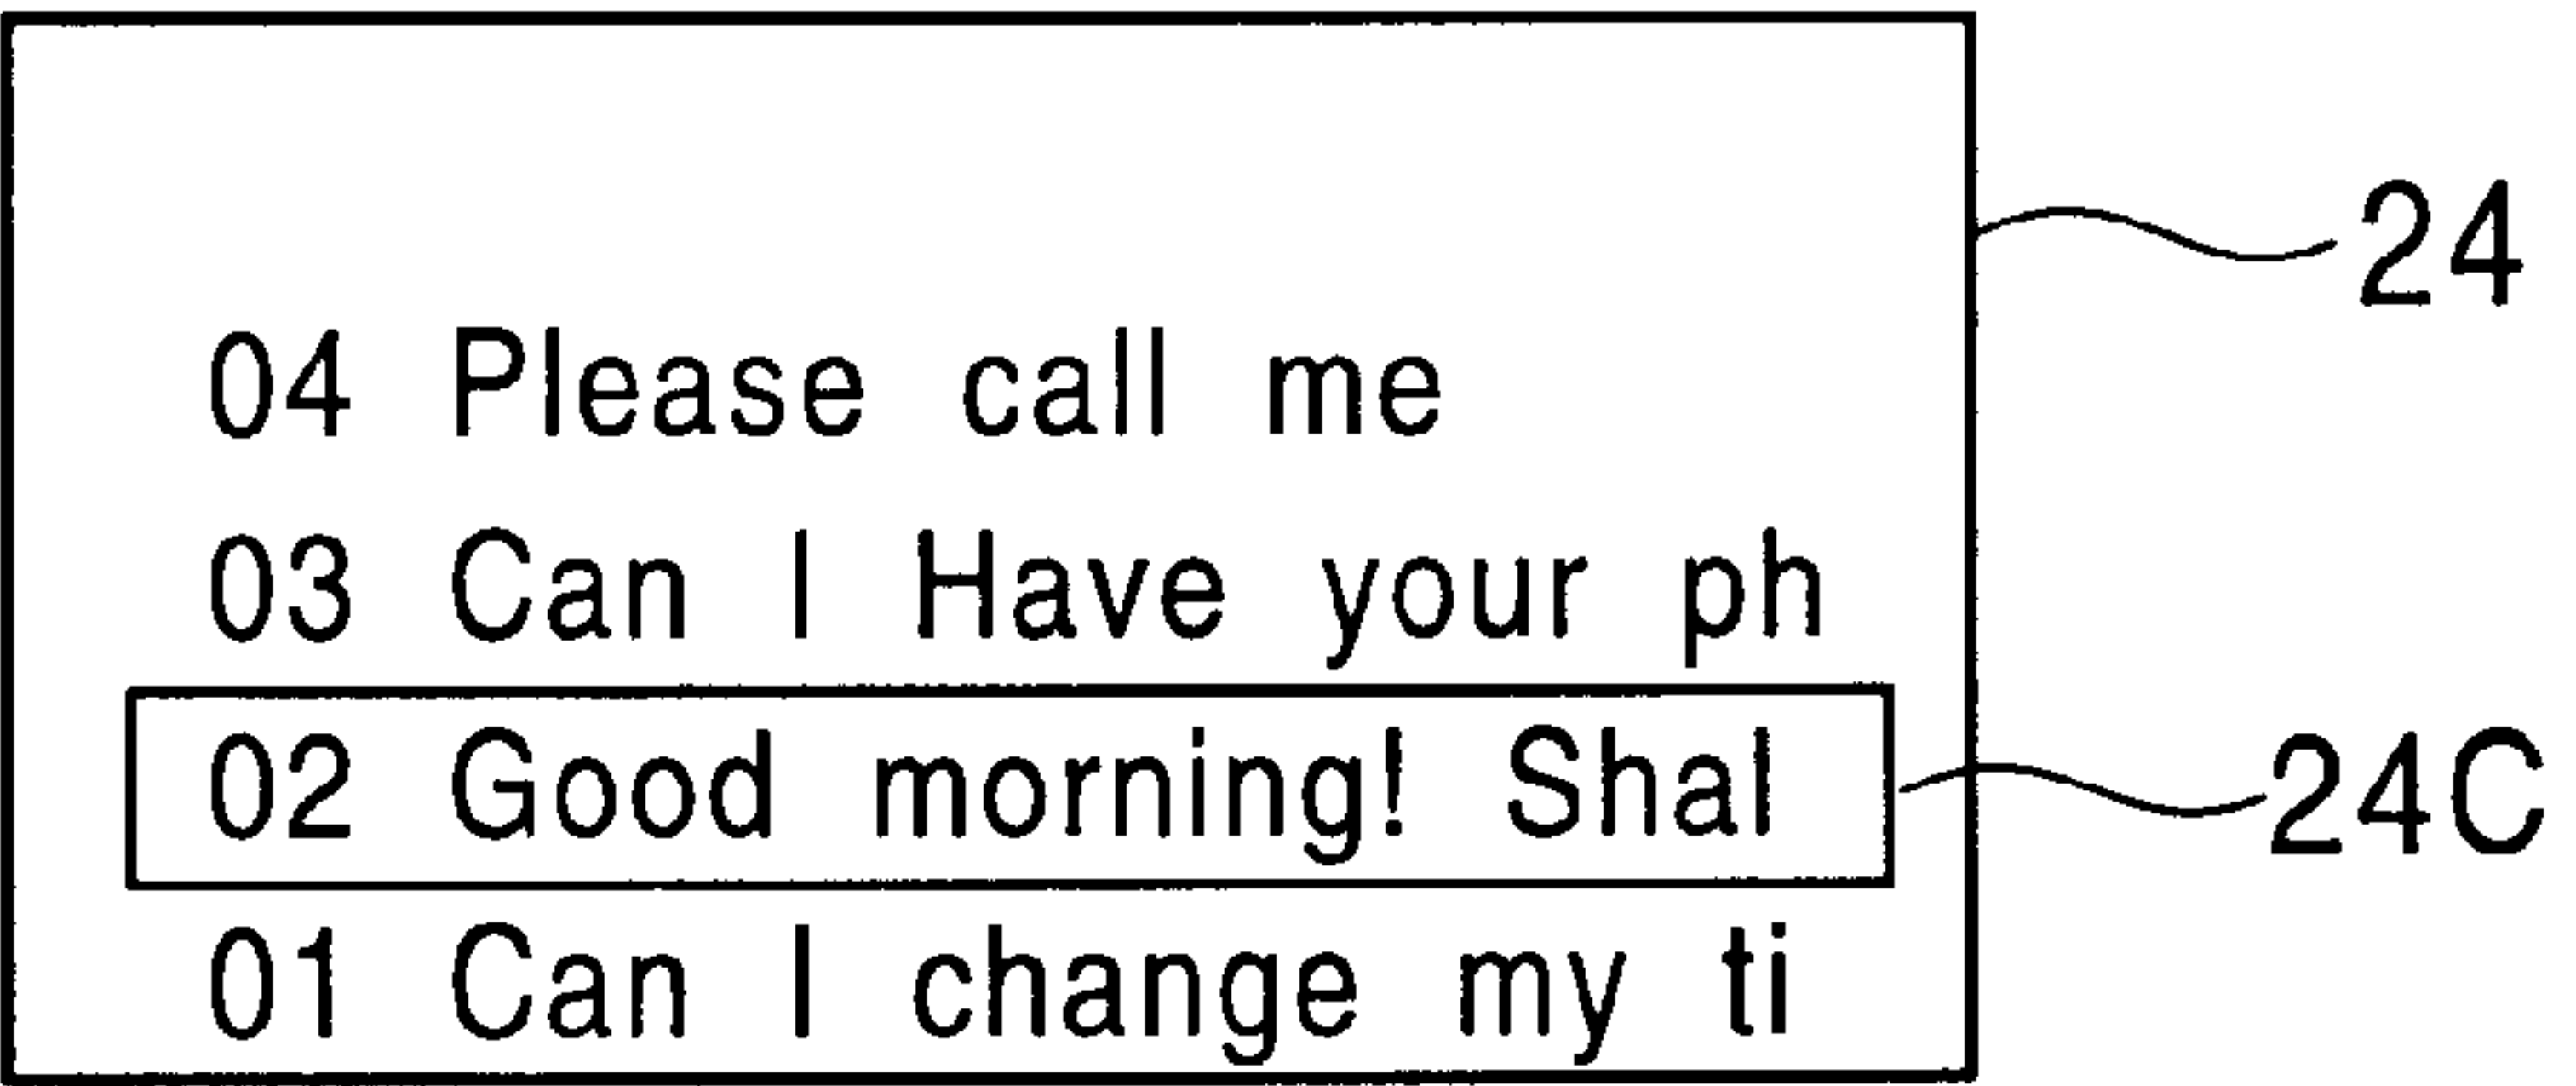 24
04 Please call me
03 Can I Have your ph
02 Good morning! Shal
24C
01 Can I change my ti